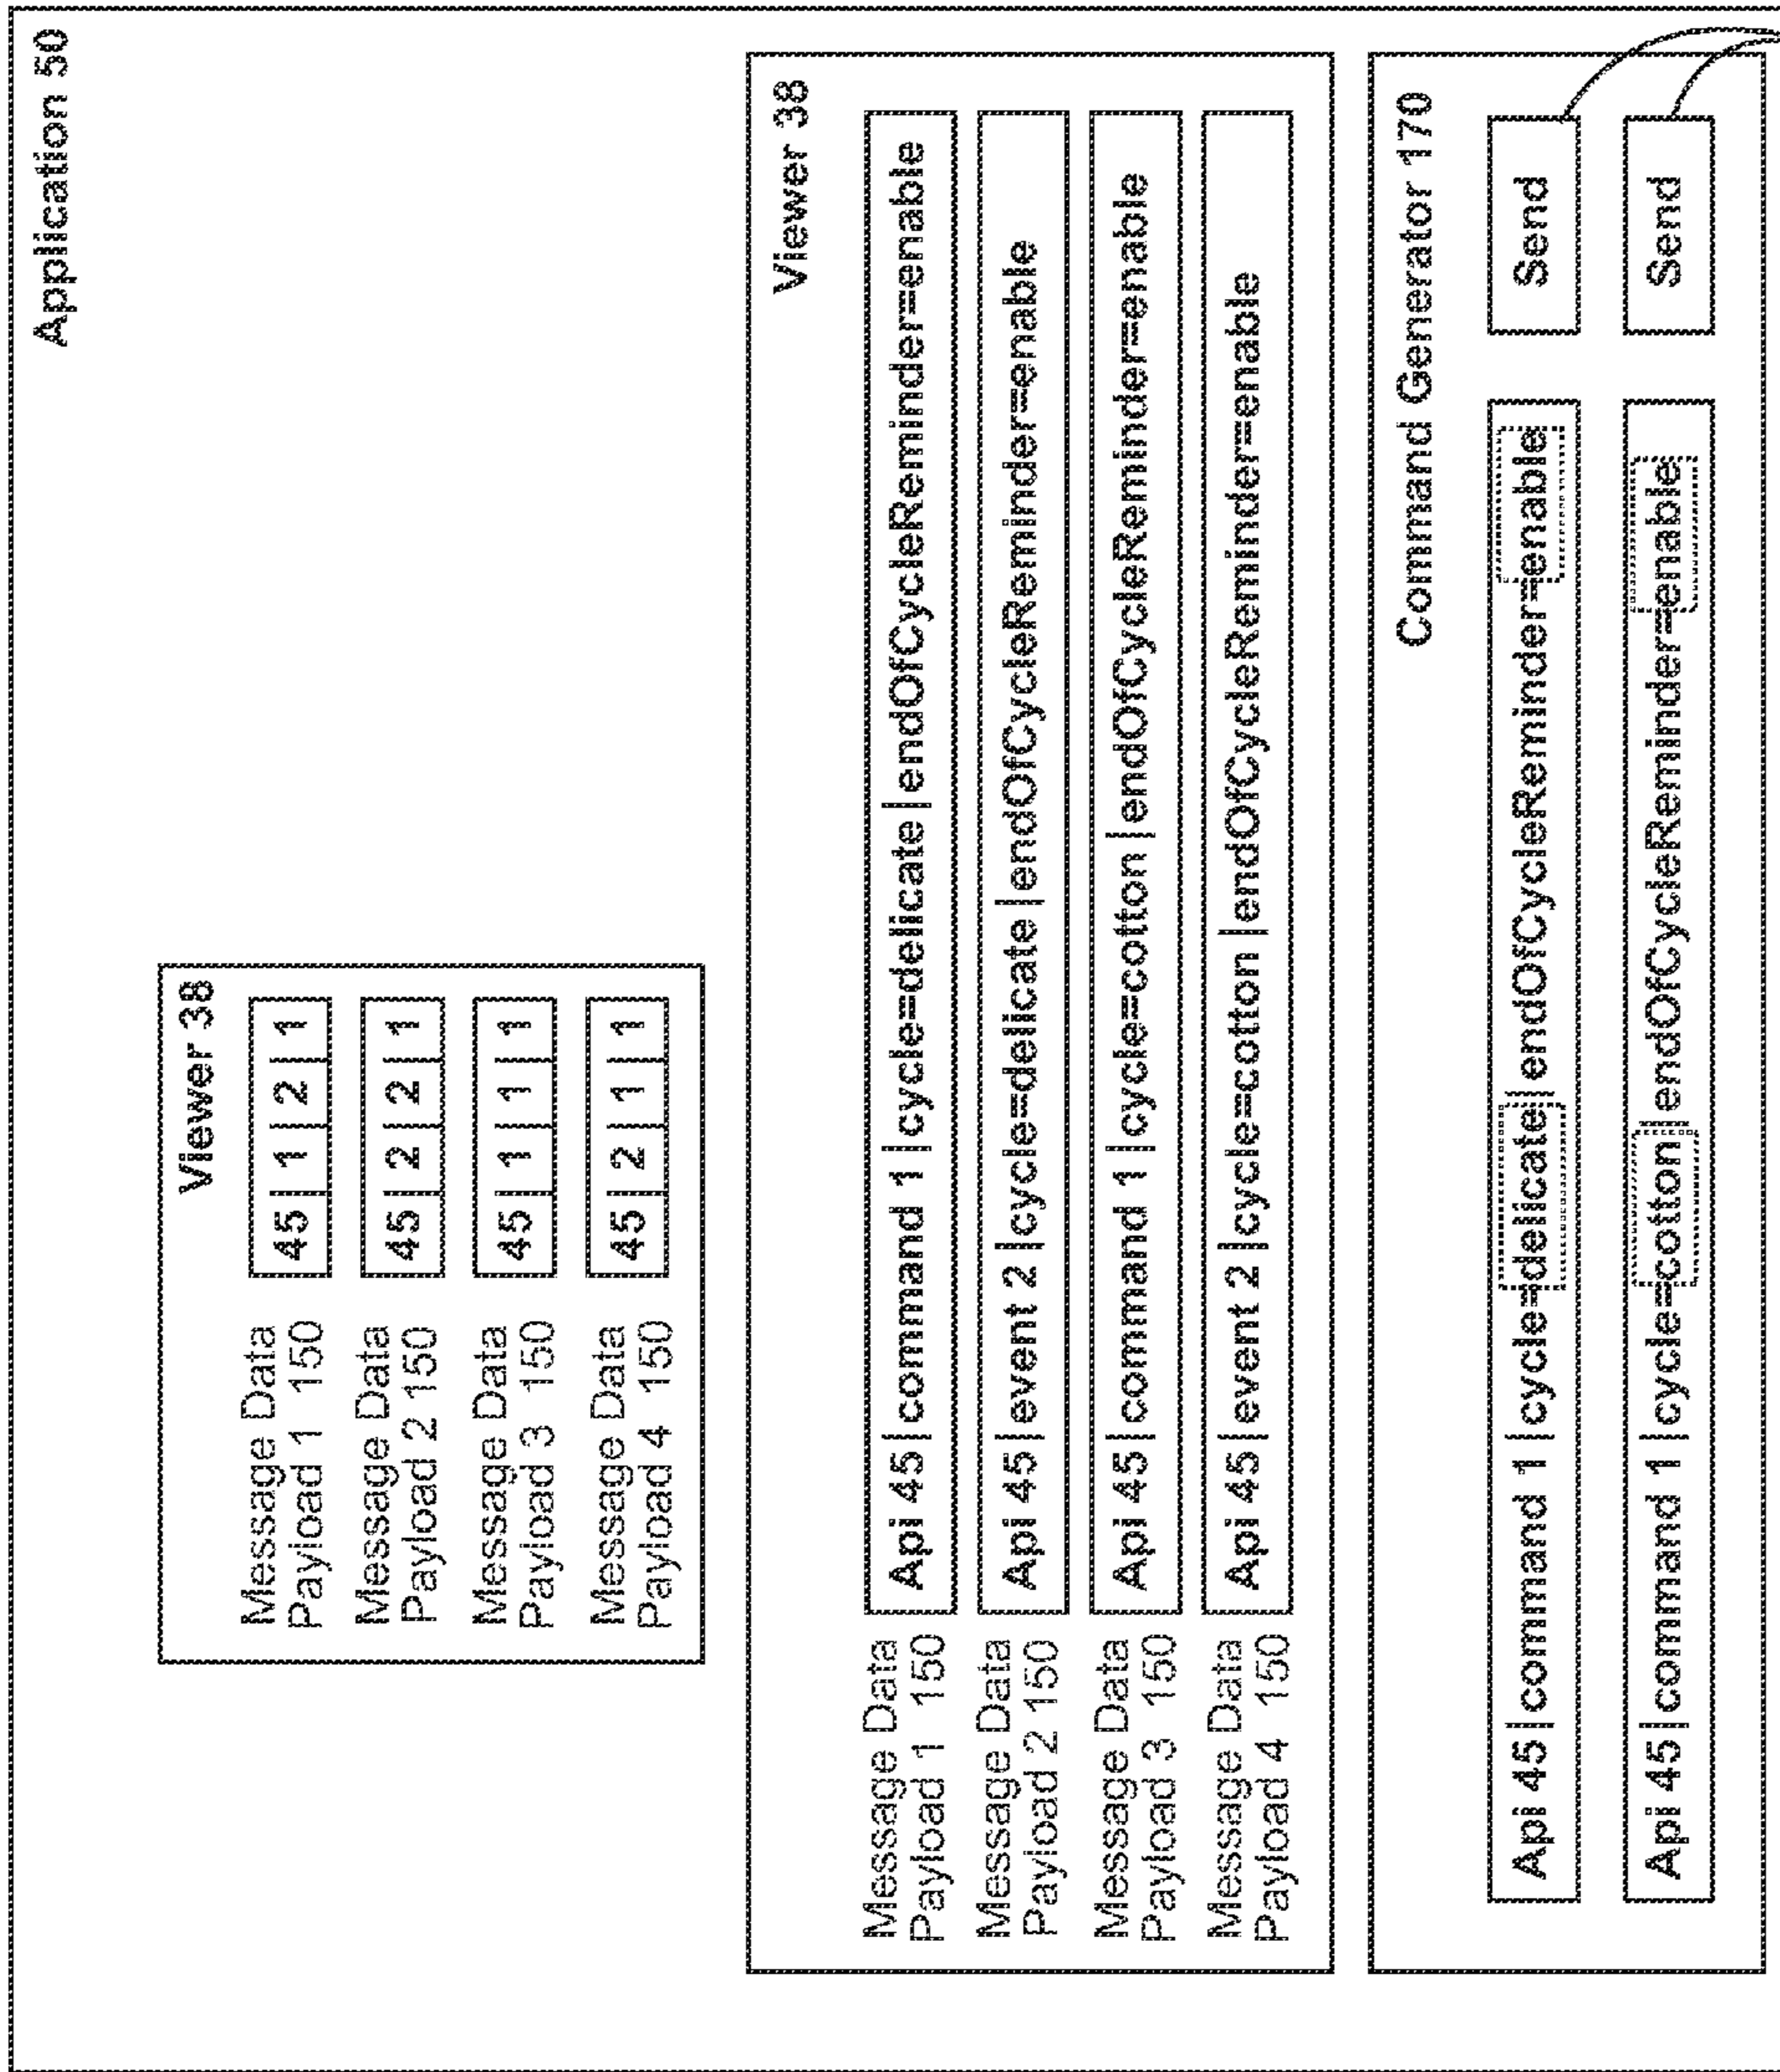 Application 50
Viewer 38
Message Data
Payload 1 150
45|1|2|1
Message Data
Payload 2 150
45|2|2|1
Message Data
Payload 3 150
45|1|1|1
Message Data
Payload 4 150
45|2|1|1
Viewer 38
Message Data
Payload 1 150
Api 45|command 1|cycle=delicate|endOfCycleReminder=enable
Message Data
Payload 2 150
Api 45|event 2|cycle=delicate|endOfCycleReminder=enable
Message Data
Payload 3 150
Api 45|command 1|cycle=cotton|endOfCycleReminder=enable
Message Data
Payload 4 150
Api 45|event 2|cycle=cotton|endOfCycleReminder=enable
Command Generator 170
Api 45|command 1|cycle=delicate|endOfCycleReminder=enable
Send
Api 45|command 1|cycle=cotton|endOfCycleReminder=enable
Send